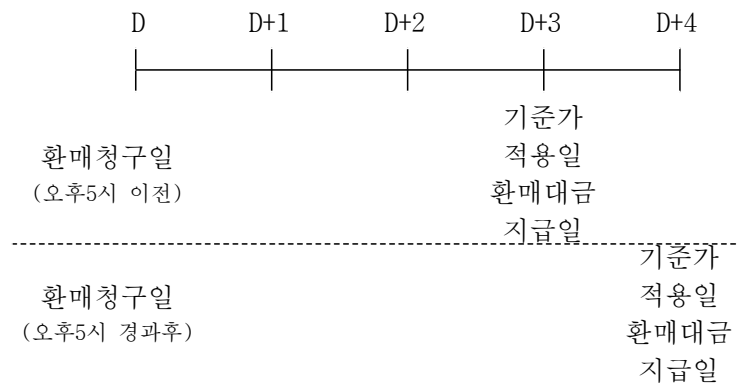 D D+1 D+2 D+3 D+4
기준가
적용일
환매대금
지급일
환매청구일
(오후5시 이전)
기준가
적용일
환매대금
지급일
환매청구일
(오후5시 경과후)